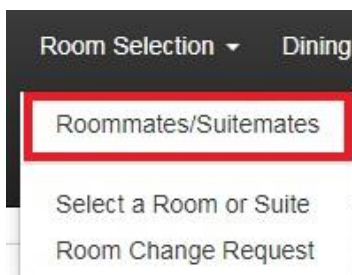 Room Selection Dining
Roommates/Suitemates
Select a Room or Suite
Room Change Request